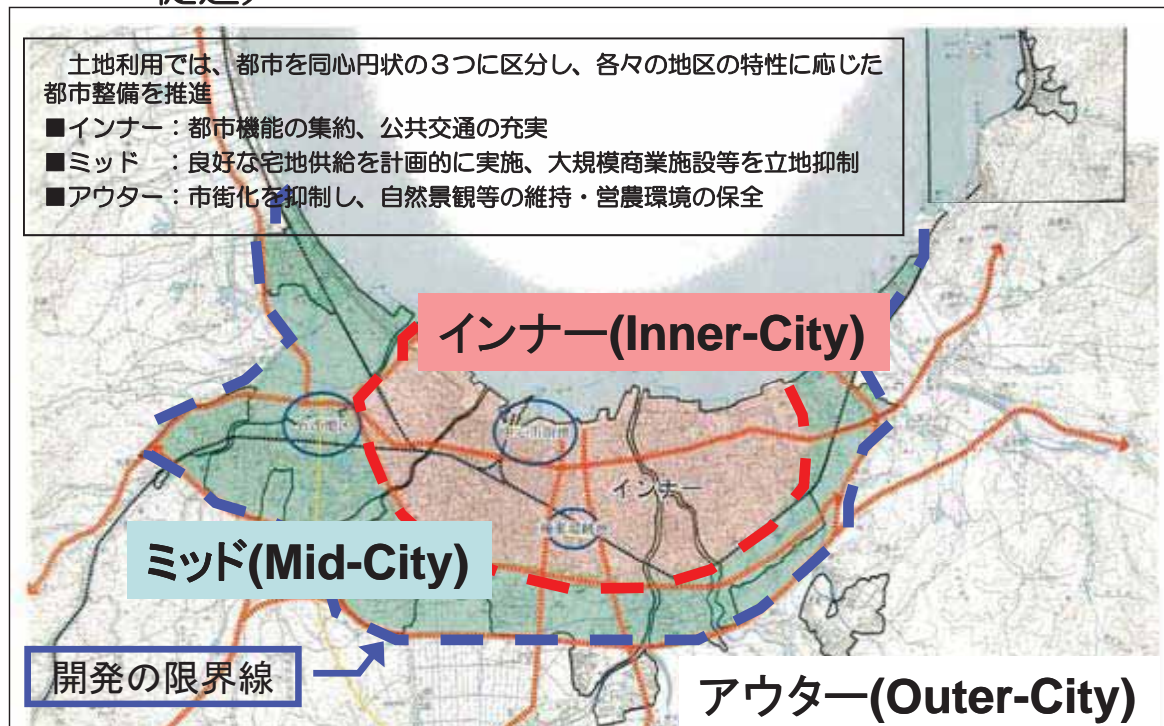 土地利用では、都市を同心円状の３つに区分し、各々の地区の特性に応じた
都市整備を推進
■インナー：都市機能の集約、公共交通の充実
■ミッド　：良好な宅地供給を計画的に実施、大規模商業施設等を立地抑制
■アウター：市街化を抑制し、自然景観等の維持・営農環境の保全
インナー(Inner-City)
インナー
ミッド(Mid-City)
開発の限界線
アウター(Outer-City)